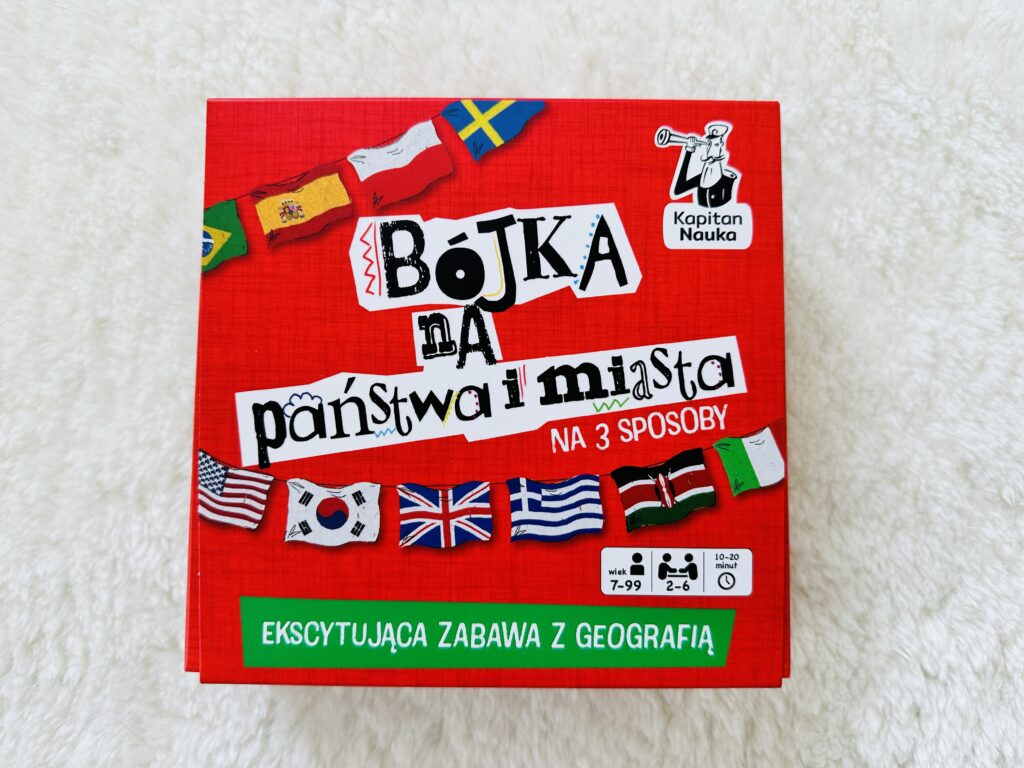 Kapitan
Nauka
BÓJKA
nA
państwa i miasta
NA 3 SPOSOBY
wiek
7-99
2-6
10-20
minut
EKSCYTUJĄCA ZABAWA Z GEOGRAFIĄ